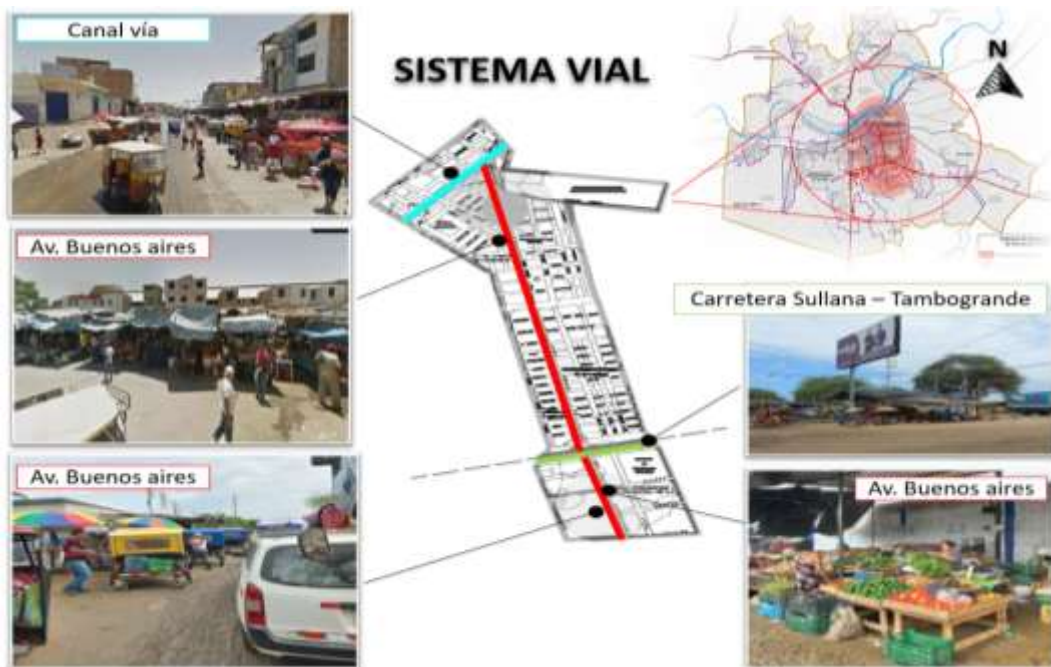 Canal vía
SISTEMA VIAL
N
Av. Buenos aires
Carretera Sullana – Tambogrande
Av. Buenos aires
Av. Buenos aires